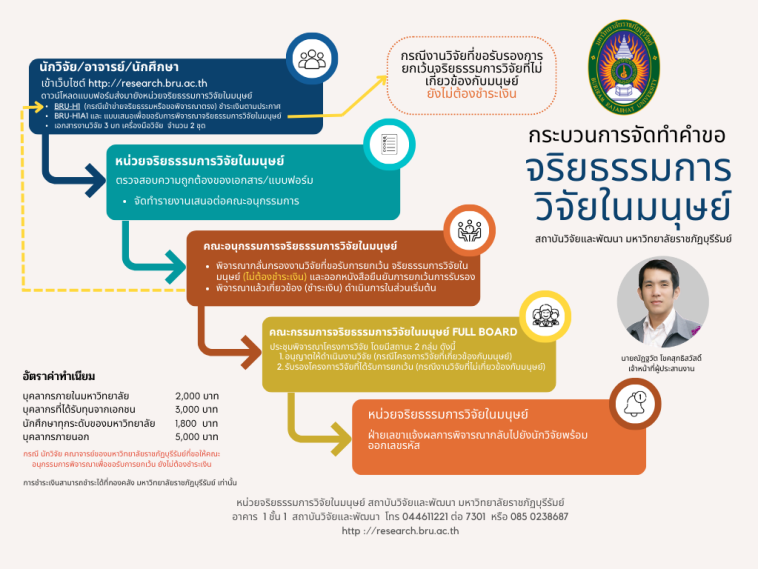 นักวิจัย/อาจารย์/นักศึกษา
เข้าเว็บไซต์ http://research.bru.ac.th
ดาวน์โหลดแบบฟอร์มส่งมายังหน่วยจริยธรรมการวิจัยในมนุษย์
• BRU-H1 (กรณีเข้าข่ายจริยธรรมหรือขอพิจารณาตรง) ชำระเงินตามประกาศ
• BRU-H1A1 และ แบบเสนอเพื่อขอรับการพิจารณาจริยธรรมการวิจัยในมนุษย์
• เอกสารงานวิจัย 3 บท เครื่องมือวิจัย จำนวน 2 ชุด
กรณีงานวิจัยที่ขอรับรองการ
ยกเว้นจริยธรรมการวิจัยที่ไม่
เกี่ยวข้องกับมนุษย์
ยังไม่ต้องชำระเงิน
BURIRAM RAJABHAT UNIVERSITY
กระบวนการจัดทำคำขอ
จริยธรรมการ
วิจัยในมนุษย์
สถาบันวิจัยและพัฒนา มหาวิทยาลัยราชภัฏบุรีรัมย์
หน่วยจริยธรรมการวิจัยในมนุษย์
ตรวจสอบความถูกต้องของเอกสาร/แบบฟอร์ม
• จัดทำรายงานเสนอต่อคณะอนุกรรมการ
คณะอนุกรรมการจริยธรรมการวิจัยในมนุษย์
• พิจารณากลั่นกรองงานวิจัยที่ขอรับการยกเว้น จริยธรรมการวิจัยใน
มนุษย์ (ไม่ต้องชำระเงิน) และออกหนังสือยืนยันการยกเว้นการรับรอง
• พิจารณาแล้วเกี่ยวข้อง (ชำระเงิน) ดำเนินการในส่วนเริ่มต้น
คณะกรรมการจริยธรรมการวิจัยในมนุษย์ FULL BOARD
ประชุมพิจารณาโครงการวิจัย โดยมีสถานะ 2 กลุ่ม ดังนี้
1. อนุญาตให้ดำเนินงานวิจัย (กรณีโครงการวิจัยที่เกี่ยวข้องกับมนุษย์)
2. รับรองโครงการวิจัยที่ได้รับการยกเว้น (กรณีงานวิจัยที่ไม่เกี่ยวข้องกับมนุษย์)
นายณัฏฐวัต โชคสุทธิสวัสดิ์
เจ้าหน้าที่ผู้ประสานงาน
หน่วยจริยธรรมการวิจัยในมนุษย์
ฝ่ายเลขาแจ้งผลการพิจารณากลับไปยังนักวิจัยพร้อม
ออกเลขรหัส
1
อัตราค่าทำเนียม
บุคลากรภายในมหาวิทยาลัย 2,000 บาท
บุคลากรที่ได้รับทุนจากเอกชน 3,000 บาท
นักศึกษาทุกระดับของมหาวิทยาลัย 1,800 บาท
บุคลากรภายนอก 5,000 บาท
กรณี นักวิจัย คณาจารย์ของมหาวิทยาลัยราชภัฏบุรีรัมย์ที่ขอให้คณะ
อนุกรรมการพิจารณาเพื่อขอรับการยกเว้น ยังไม่ต้องชำระเงิน
การชำระเงินสามารถชำระได้ที่กองคลัง มหาวิทยาลัยราชภัฏบุรีรัมย์ เท่านั้น
หน่วยจริยธรรมการวิจัยในมนุษย์ สถาบันวิจัยและพัฒนา มหาวิทยาลัยราชภัฏบุรีรัมย์
อาคาร 1 ชั้น 1 สถาบันวิจัยและพัฒนา โทร 044611221 ต่อ 7301 หรือ 085 0238687
http ://research.bru.ac.th